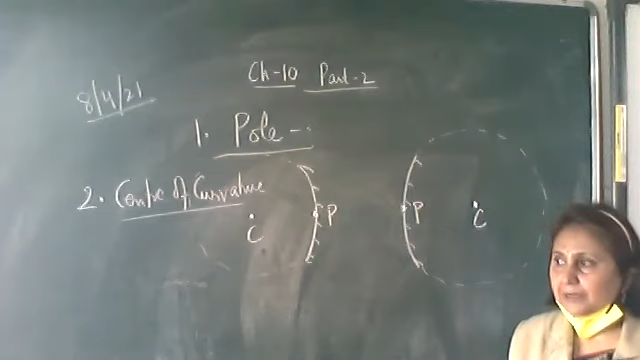 Ch-10 Part-2
8/4/21
1. Pole -:
2. Centre Of Curvature
C
P
P
C